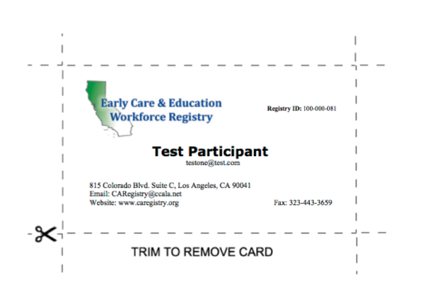 Early Care & Education
Workforce Registry
Registry ID: 100-000-081
Test Participant
testone@test.com
815 Colorado Blvd. Suite C, Los Angeles, CA 90041
Email: CARegistry@ccala.net
Website: www.caregistry.org Fax: 323-443-3659
TRIM TO REMOVE CARD